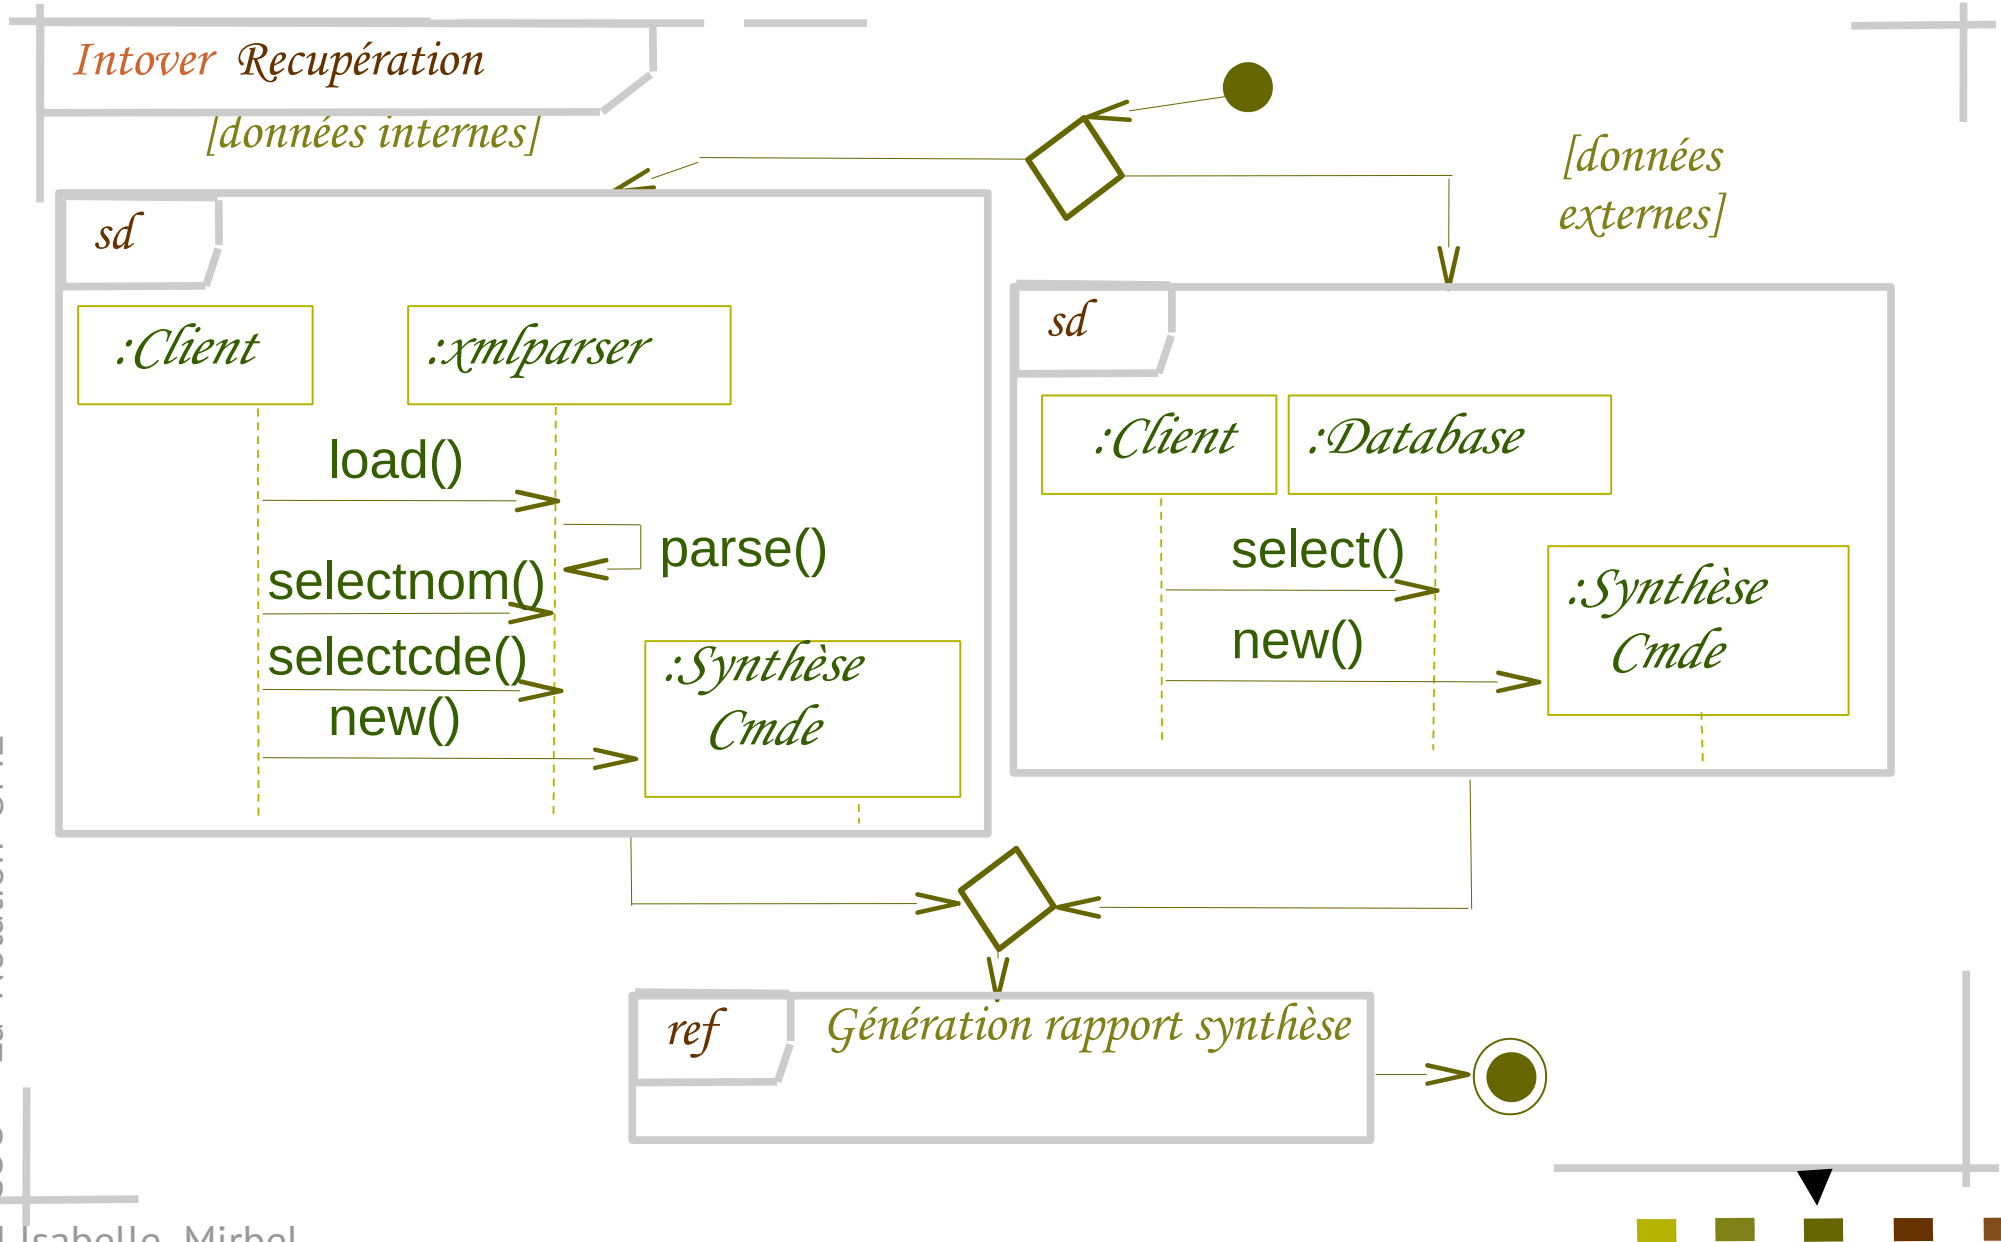 Intover Recupération
[données internes]
[données
externes]
sd
:Client
:xmlparser
load()
parse()
selectnom()
selectcde()
new()
:Synthèse
Cmde
sd
:Client
:Database
select()
new()
:Synthèse
Cmde
ref
Génération rapport synthèse
Isabelle Mirbel